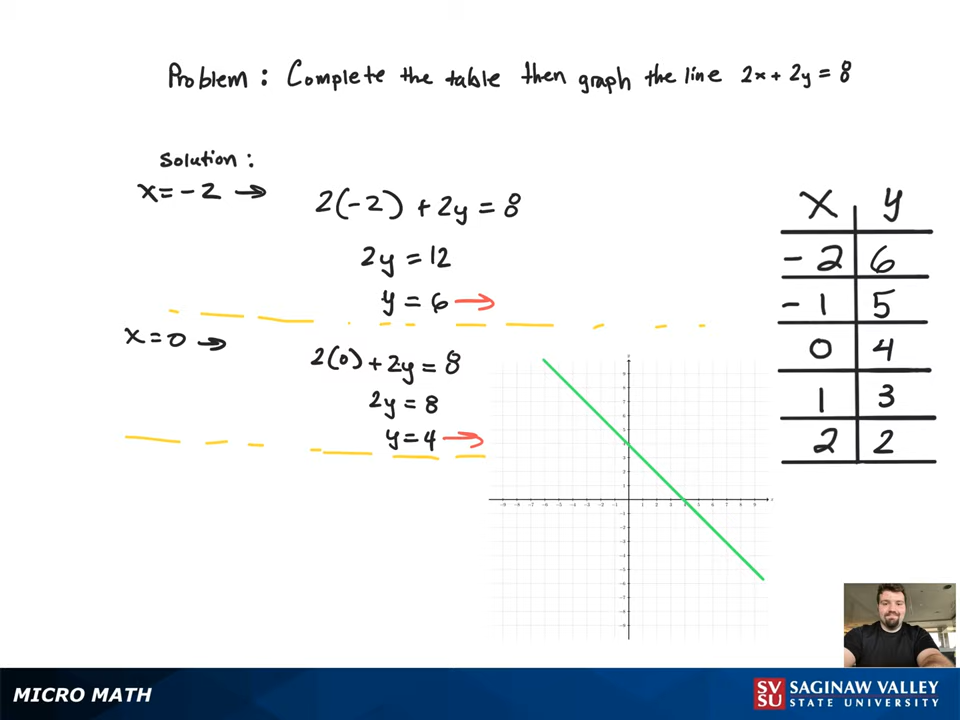 Problem : Complete the table then graph the line 2x + 2y = 8
Solution :
x = -2 →
2(-2) + 2y = 8
2y = 12
y = 6 →
x = 0 →
2(0) + 2y = 8
2y = 8
y = 4 →
x y
-2 6
-1 5
0 4
1 3
2 2
MICRO MATH
SV
SU
SAGINAW VALLEY
STATE UNIVERSITY